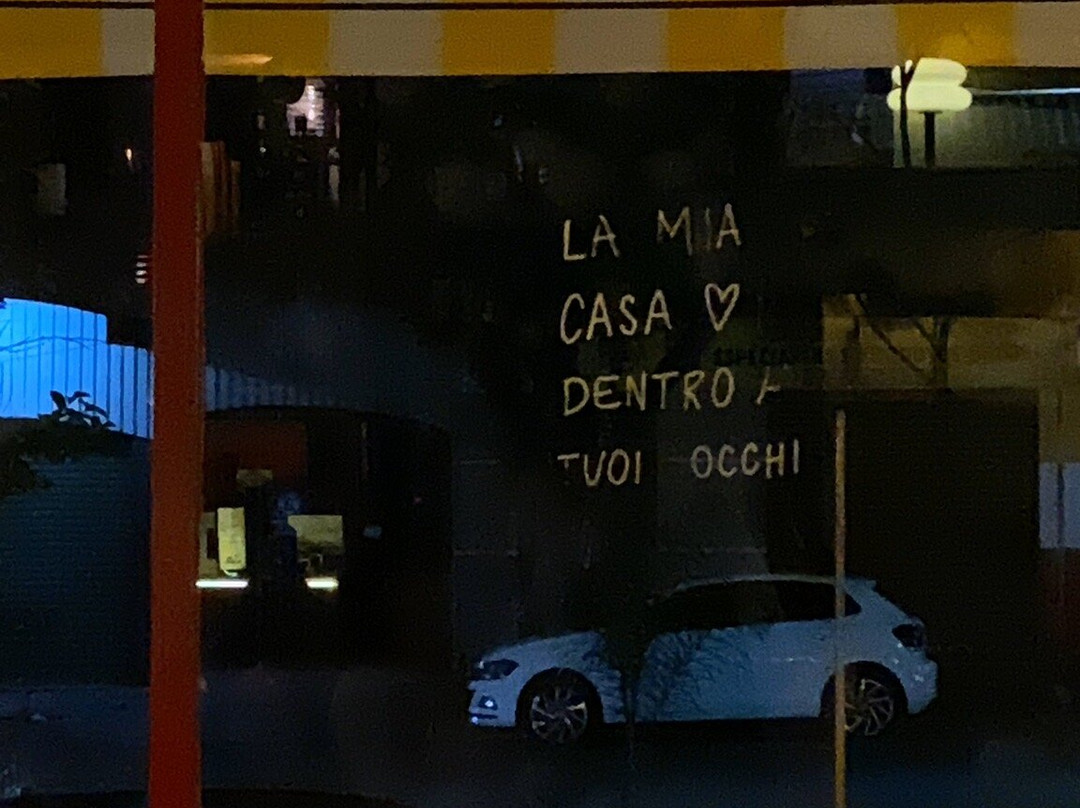 LA MIA
CASA ♡
DENTRO A
TUOI OCCHI